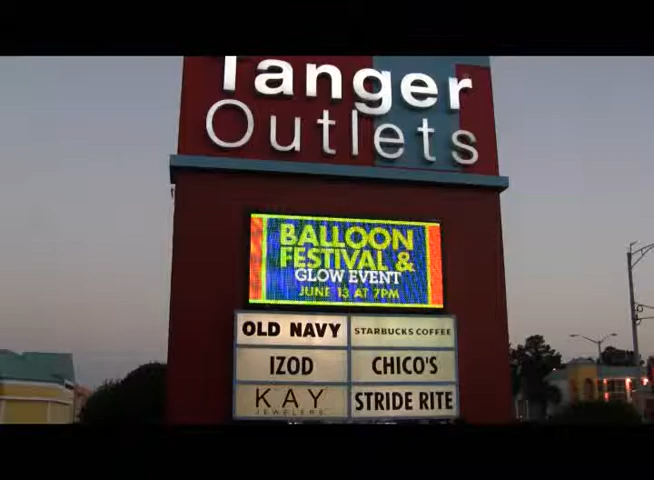 Tanger
Outlets
BALLOON
FESTIVAL &
GLOW EVENT
JUNE 13 AT 7PM
OLD NAVY
STARBUCKS COFFEE
IZOD
CHICO'S
KAY
JEWELERS
STRIDE RITE